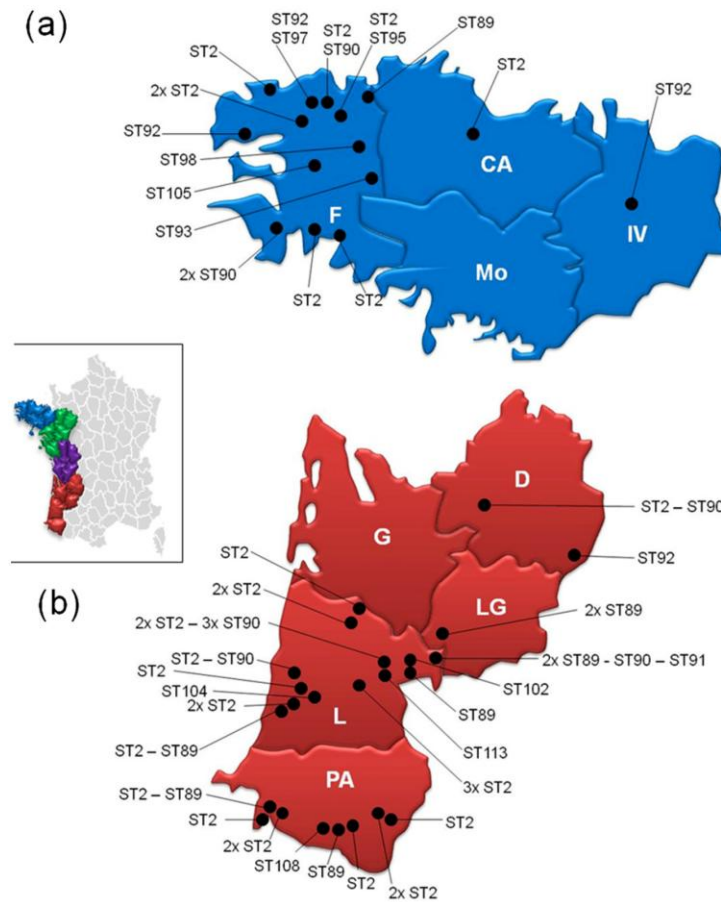 (a)
ST92
ST97
ST2
ST90
ST2
ST95
ST89
ST2
ST2
ST92
2x ST2
ST92
ST98
ST105
ST93
2x ST90
ST2
ST2
CA
F
IV
Mo
(b)
D
ST2 – ST90
G
ST92
ST2
LG
2x ST2
2x ST89
2x ST2 – 3x ST90
2x ST89 - ST90 – ST91
ST2 – ST90
ST102
ST2
ST104
ST89
2x ST2
L
ST113
ST2 – ST89
3x ST2
PA
ST2 – ST89
ST2
ST2
2x ST2
ST108
ST89
ST2
2x ST2